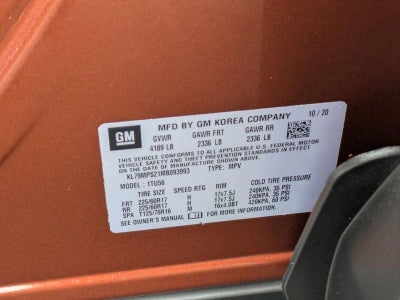 GM
MFD BY GM KOREA COMPANY 10/20
GVWR GAWR FRT GAWR RR
4189 LB 2336 LB 2336 LB
THIS VEHICLE CONFORMS TO ALL APPLICABLE U.S. FEDERAL MOTOR
VEHICLE SAFETY AND THEFT PREVENTION STANDARDS IN EFFECT ON
THE DATE OF MANUFACTURE SHOWN ABOVE.
KL79MPS21MB093993 TYPE: MPV
MODEL: 1TU56
TIRE SIZE SPEED RTG RIM COLD TIRE PRESSURE
FRT 225/60R17 H 17x7.5J 240KPA, 35 PSI
RR 225/60R17 H 17x7.5J 240KPA, 35 PSI
SPA T125/70R16 M 16x4.0BT 420KPA, 60 PSI
SEE OWNER'S MANUAL FOR MORE INFORMATION.